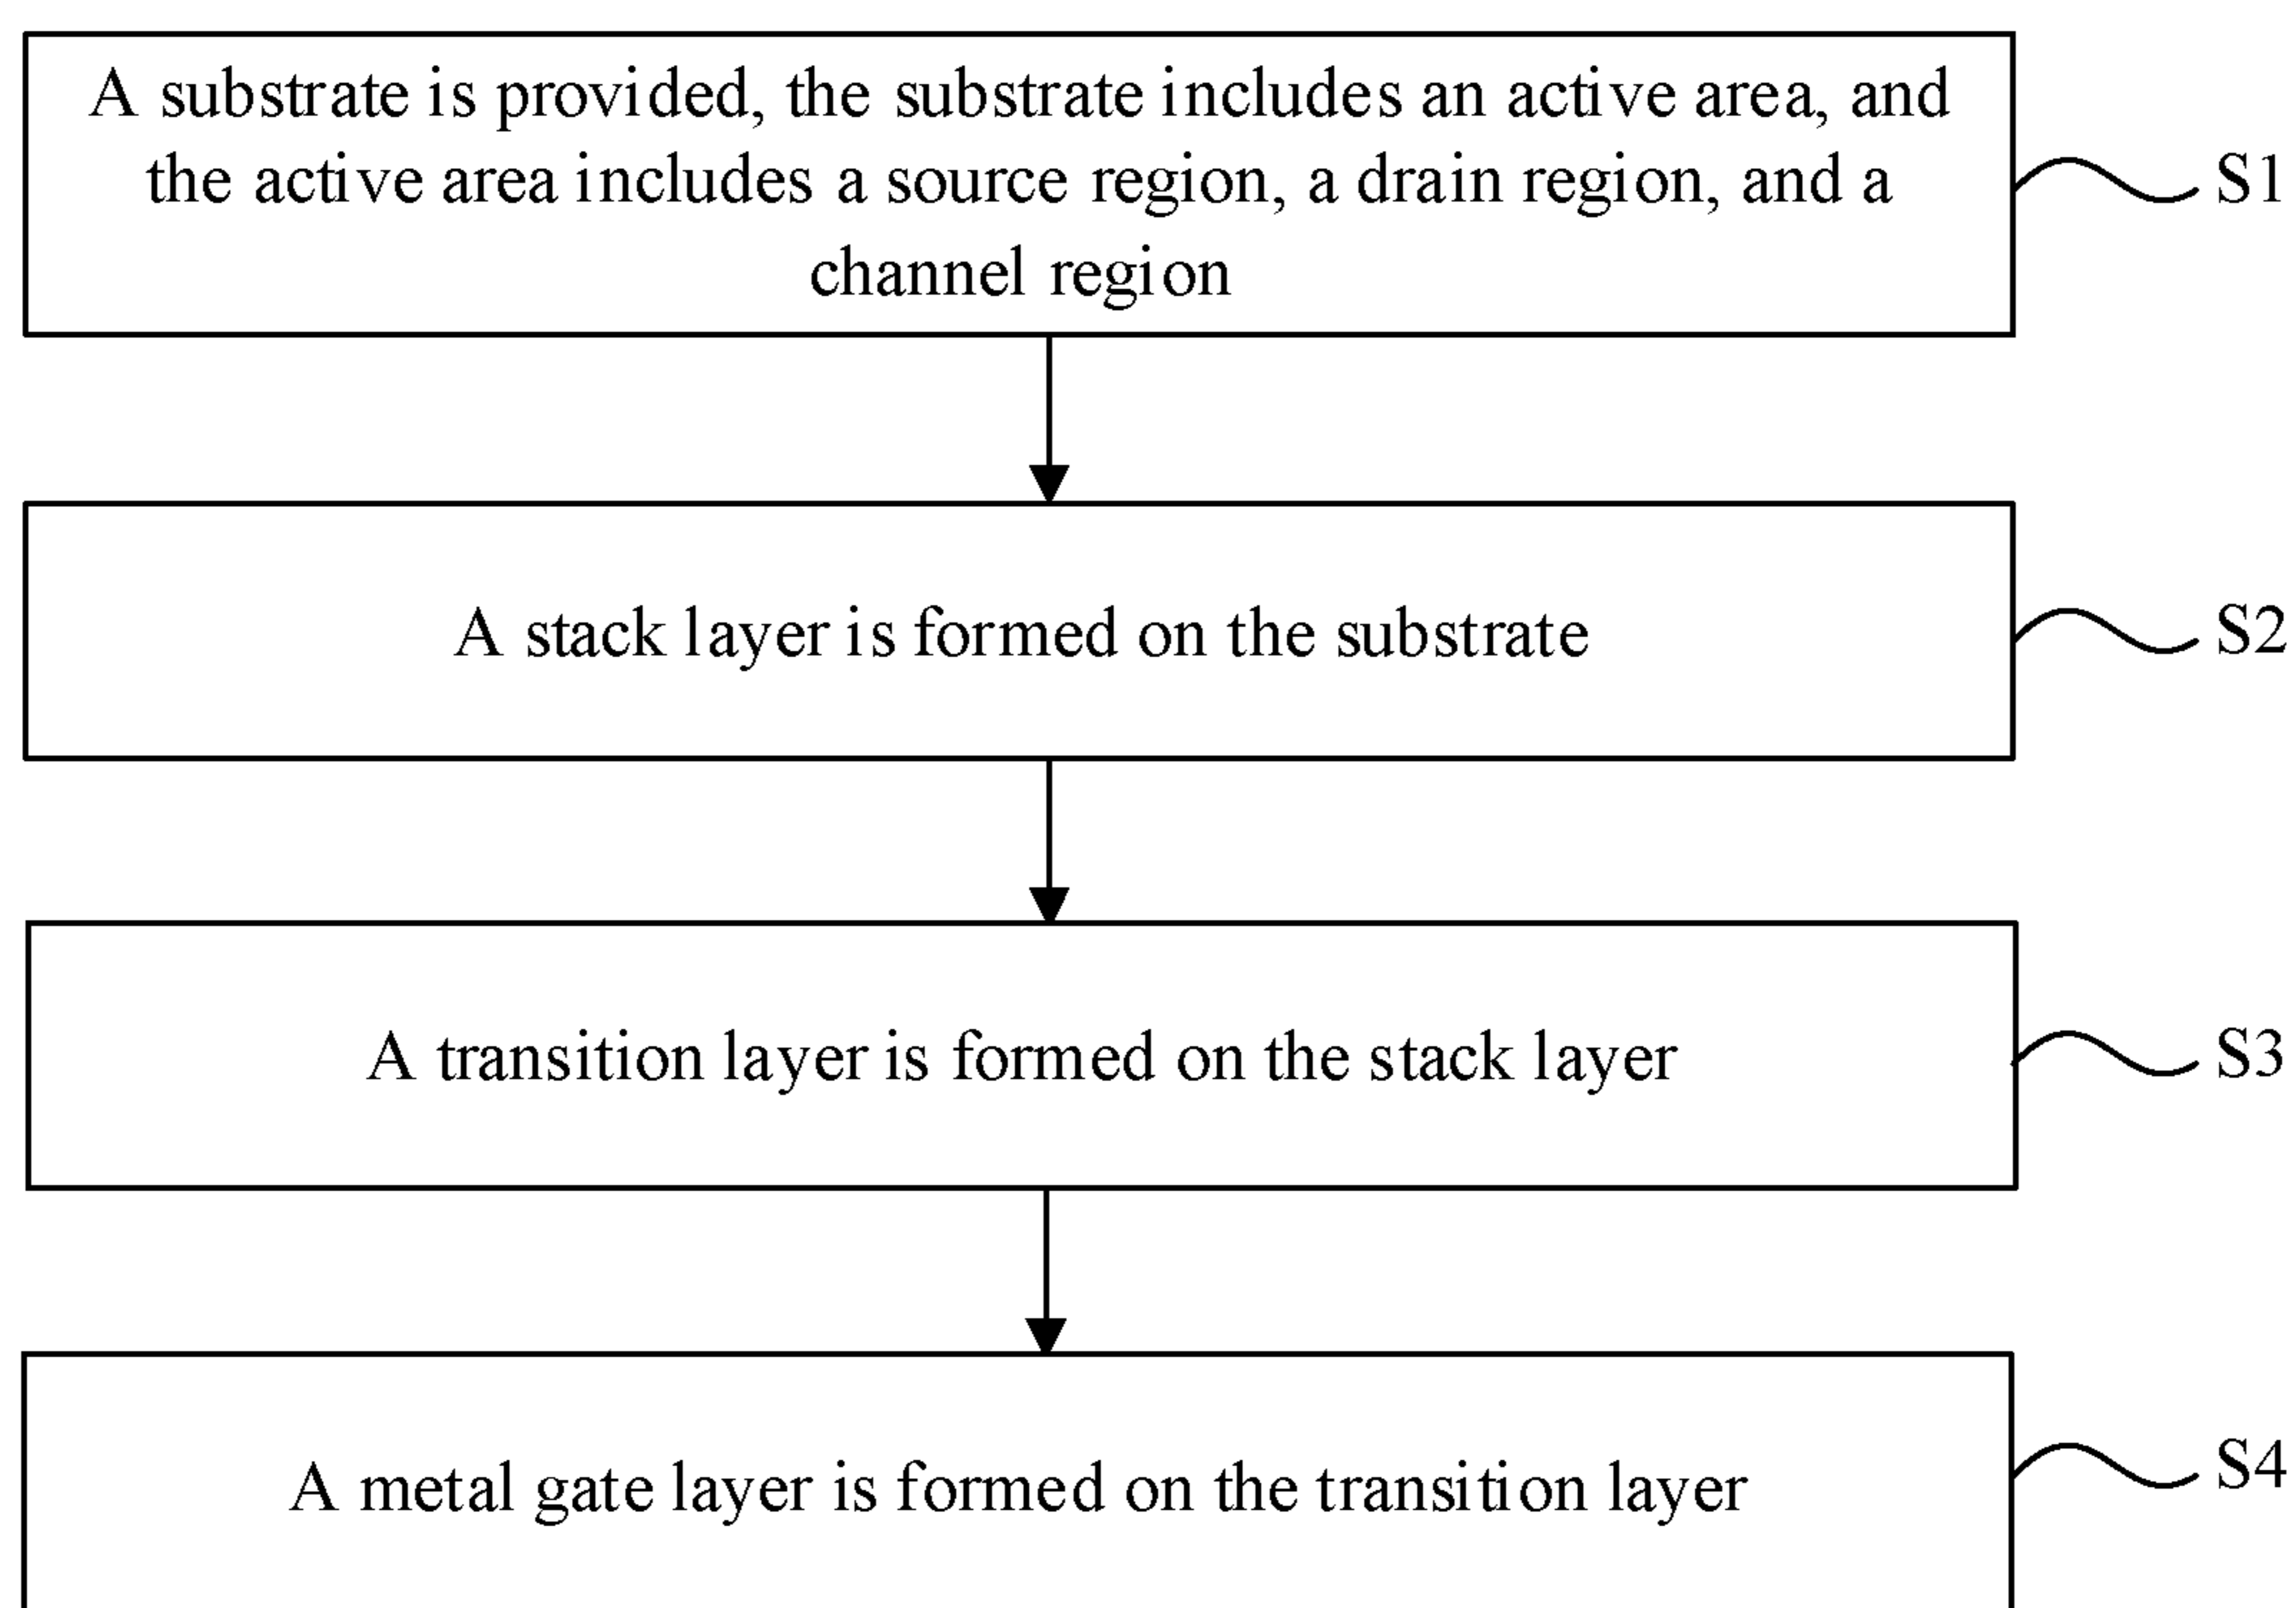 A substrate is provided, the substrate includes an active area, and
the active area includes a source region, a drain region, and a
channel region
S1
A stack layer is formed on the substrate
S2
A transition layer is formed on the stack layer
S3
A metal gate layer is formed on the transition layer
S4